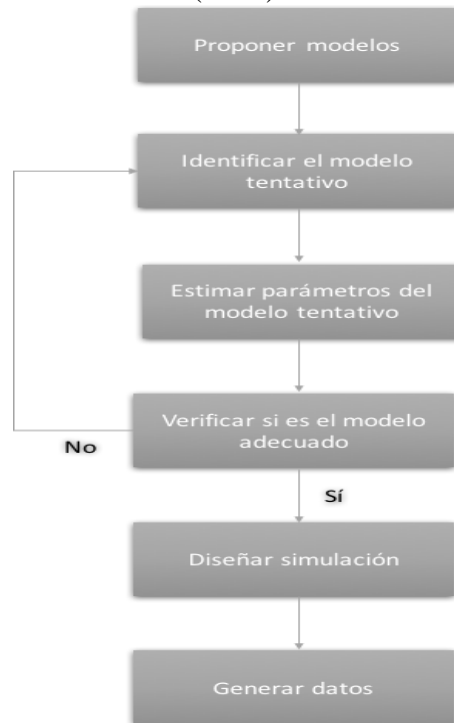 Proponer modelos
Identificar el modelo
tentativo
Estimar parámetros del
modelo tentativo
Verificar si es el modelo
adecuado
No
Sí
Diseñar simulación
Generar datos